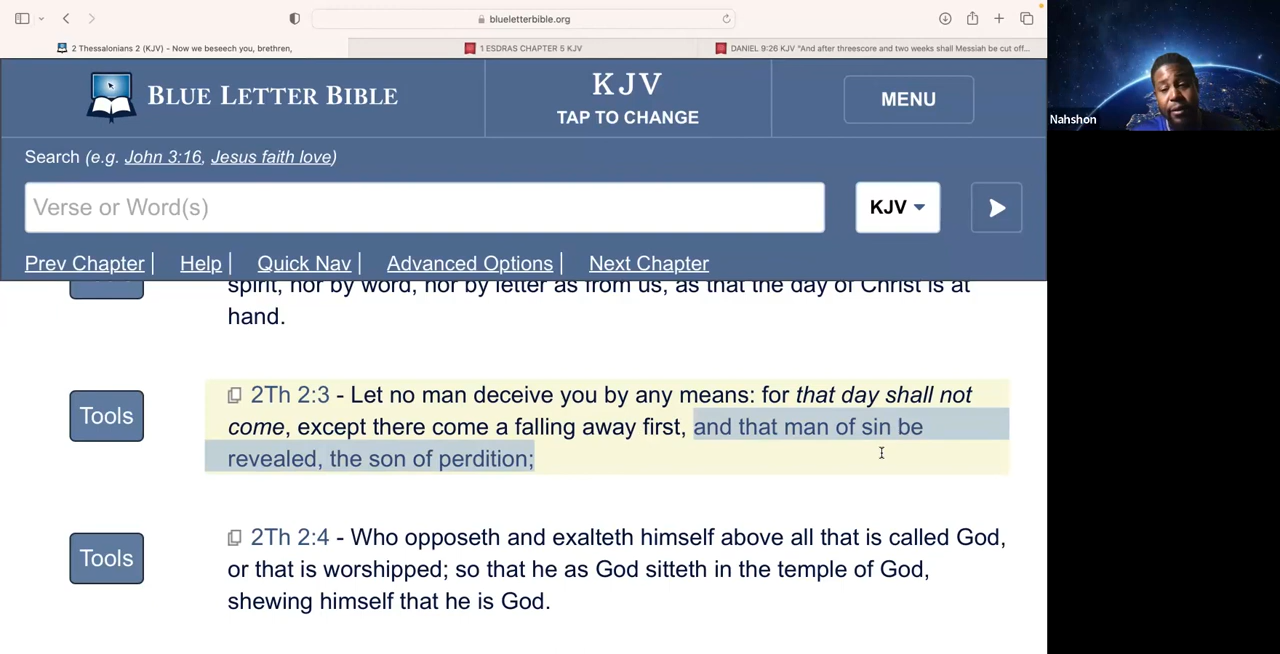 blueletterbible.org
2 Thessalonians 2 (KJV) - Now we beseech you, brethren,
1 ESDRAS CHAPTER 5 KJV
DANIEL 9:26 KJV "And after threescore and two weeks shall Messiah be cut off...
BLUE LETTER BIBLE
KJV
TAP TO CHANGE
MENU
Nahshon
Search (e.g. John 3:16, Jesus faith love)
Verse or Word(s)
KJV
Prev Chapter | Help | Quick Nav | Advanced Options | Next Chapter
spirit, nor by word, nor by letter as from us, as that the day of Christ is at
hand.
Tools
2Th 2:3 - Let no man deceive you by any means: for that day shall not
come, except there come a falling away first, and that man of sin be
revealed, the son of perdition;
Tools
2Th 2:4 - Who opposeth and exalteth himself above all that is called God,
or that is worshipped; so that he as God sitteth in the temple of God,
shewing himself that he is God.